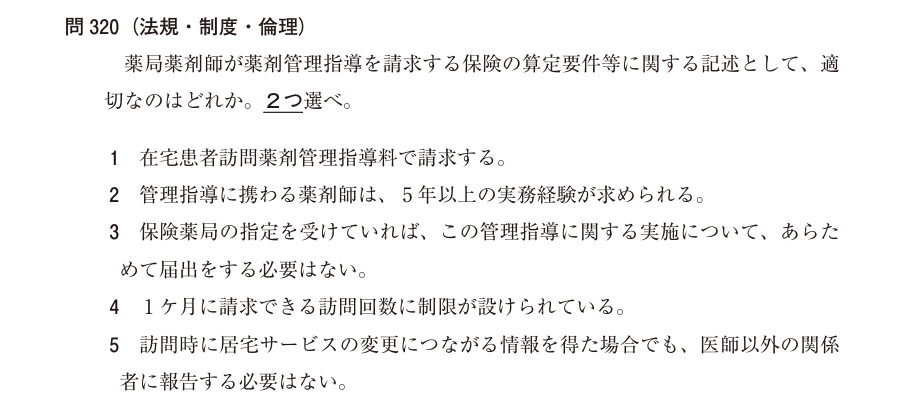 問 320（法規・制度・倫理）
薬局薬剤師が薬剤管理指導を請求する保険の算定要件等に関する記述として、適
切なのはどれか。２つ選べ。
1　在宅患者訪問薬剤管理指導料で請求する。
2　管理指導に携わる薬剤師は、５年以上の実務経験が求められる。
3　保険薬局の指定を受けていれば、この管理指導に関する実施について、あらた
めて届出をする必要はない。
4　１ケ月に請求できる訪問回数に制限が設けられている。
5　訪問時に居宅サービスの変更につながる情報を得た場合でも、医師以外の関係
者に報告する必要はない。